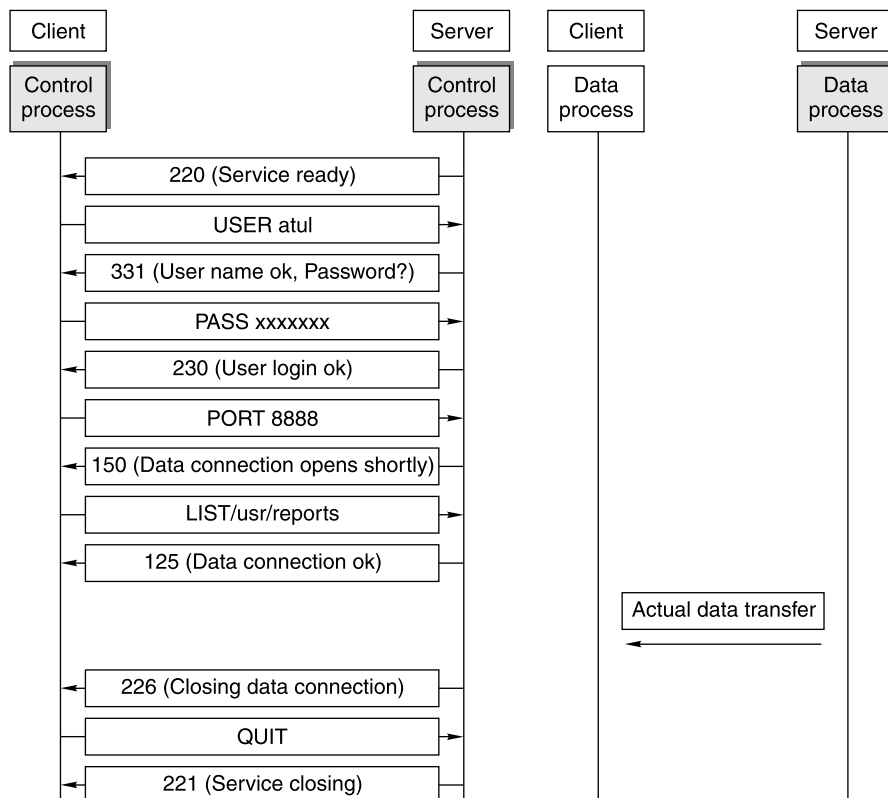 Client
Server
Client
Server
Control
process
Control
process
Data
process
Data
process
220 (Service ready)
USER atul
331 (User name ok, Password?)
PASS xxxxxxx
230 (User login ok)
PORT 8888
150 (Data connection opens shortly)
LIST/usr/reports
125 (Data connection ok)
Actual data transfer
226 (Closing data connection)
QUIT
221 (Service closing)